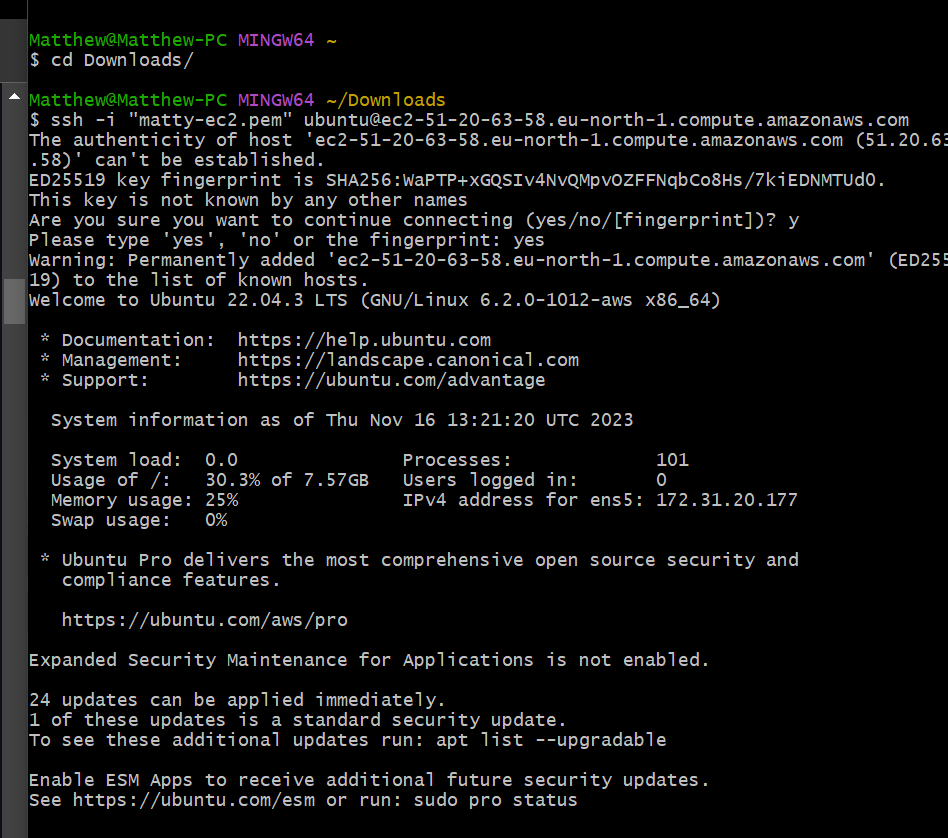 Matthew@Matthew-PC MINGW64 ~
$ cd Downloads/
Matthew@Matthew-PC MINGW64 ~/Downloads
$ ssh -i "matty-ec2.pem" ubuntu@ec2-51-20-63-58.eu-north-1.compute.amazonaws.com
The authenticity of host 'ec2-51-20-63-58.eu-north-1.compute.amazonaws.com (51.20.63
.58)' can't be established.
ED25519 key fingerprint is SHA256:WaPTP+xGQSIv4NvQMpvOZFFNqbCo8Hs/7kiEDNMTUd0.
This key is not known by any other names
Are you sure you want to continue connecting (yes/no/[fingerprint])? y
Please type 'yes', 'no' or the fingerprint: yes
Warning: Permanently added 'ec2-51-20-63-58.eu-north-1.compute.amazonaws.com' (ED255
19) to the list of known hosts.
Welcome to Ubuntu 22.04.3 LTS (GNU/Linux 6.2.0-1012-aws x86_64)
* Documentation:  https://help.ubuntu.com
* Management:     https://landscape.canonical.com
* Support:        https://ubuntu.com/advantage
System information as of Thu Nov 16 13:21:20 UTC 2023
System load:  0.0               Processes:             101
Usage of /:   30.3% of 7.57GB   Users logged in:       0
Memory usage: 25%               IPv4 address for ens5: 172.31.20.177
Swap usage:   0%
* Ubuntu Pro delivers the most comprehensive open source security and
compliance features.
https://ubuntu.com/aws/pro
Expanded Security Maintenance for Applications is not enabled.
24 updates can be applied immediately.
1 of these updates is a standard security update.
To see these additional updates run: apt list --upgradable
Enable ESM Apps to receive additional future security updates.
See https://ubuntu.com/esm or run: sudo pro status